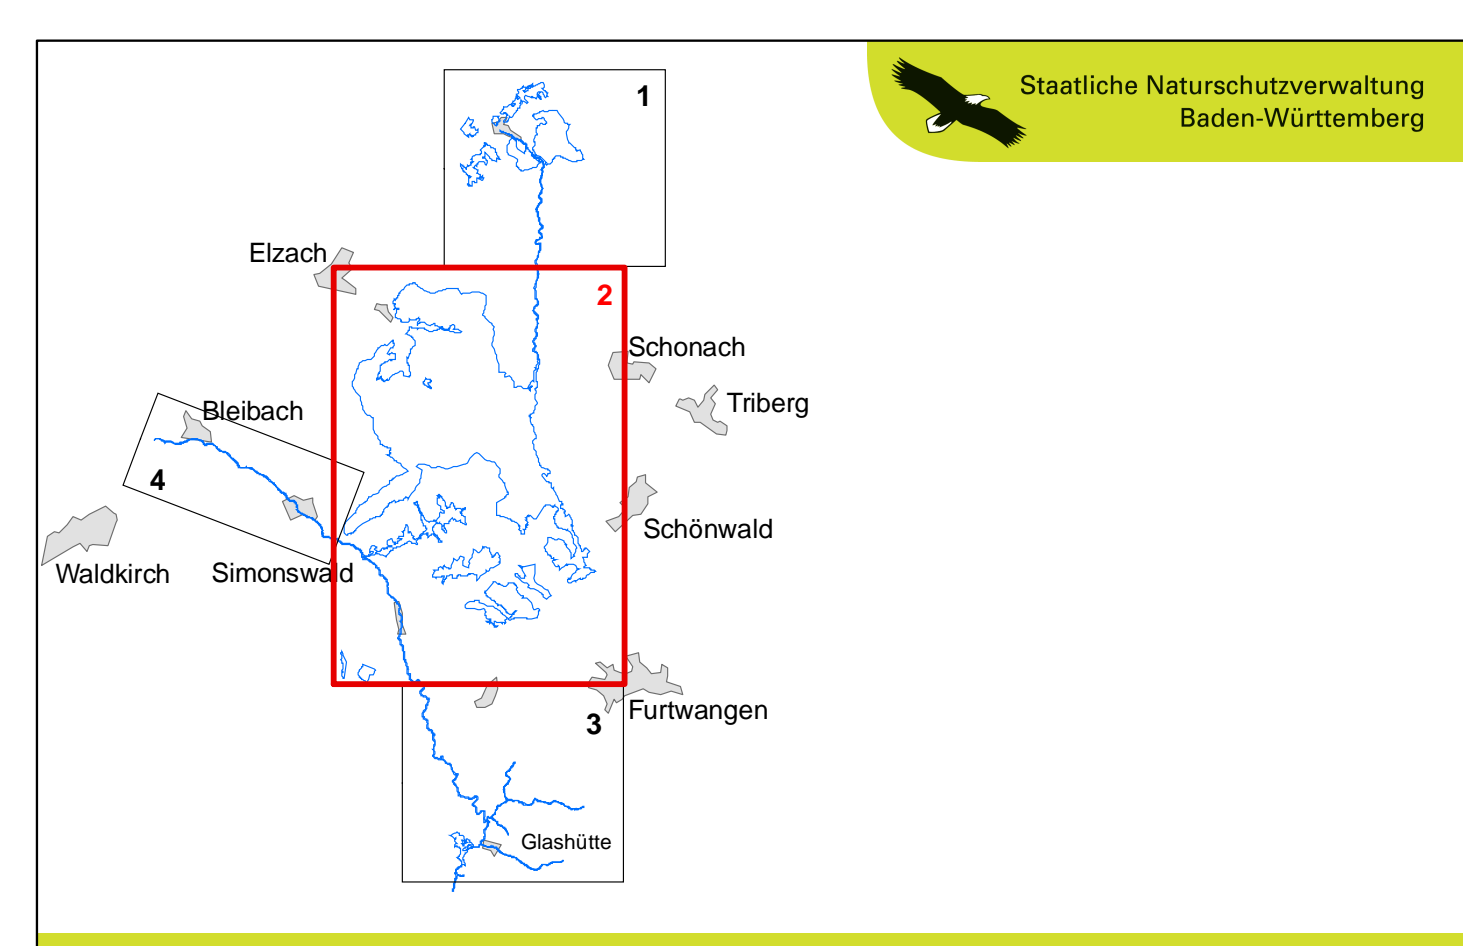 Staatliche Naturschutzverwaltung
Baden-Württemberg
1
Elzach
2
Schonach
Triberg
Bleibach
4
Schönwald
Waldkirch
Simonswald
Furtwangen
3
Glashütte